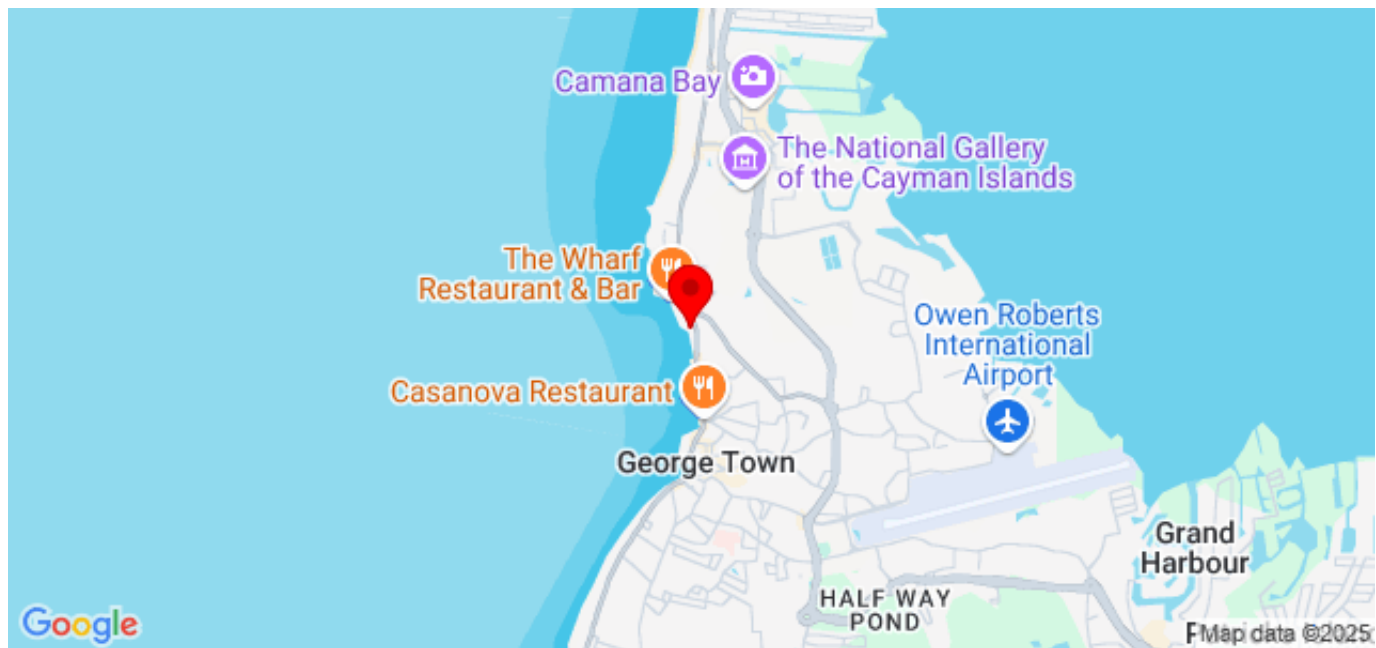 Camana Bay
The National Gallery
of the Cayman Islands
The Wharf
Restaurant & Bar
Owen Roberts
International
Airport
Casanova Restaurant
George Town
Grand
Harbour
HALF WAY
POND
Google
Map data ©2025